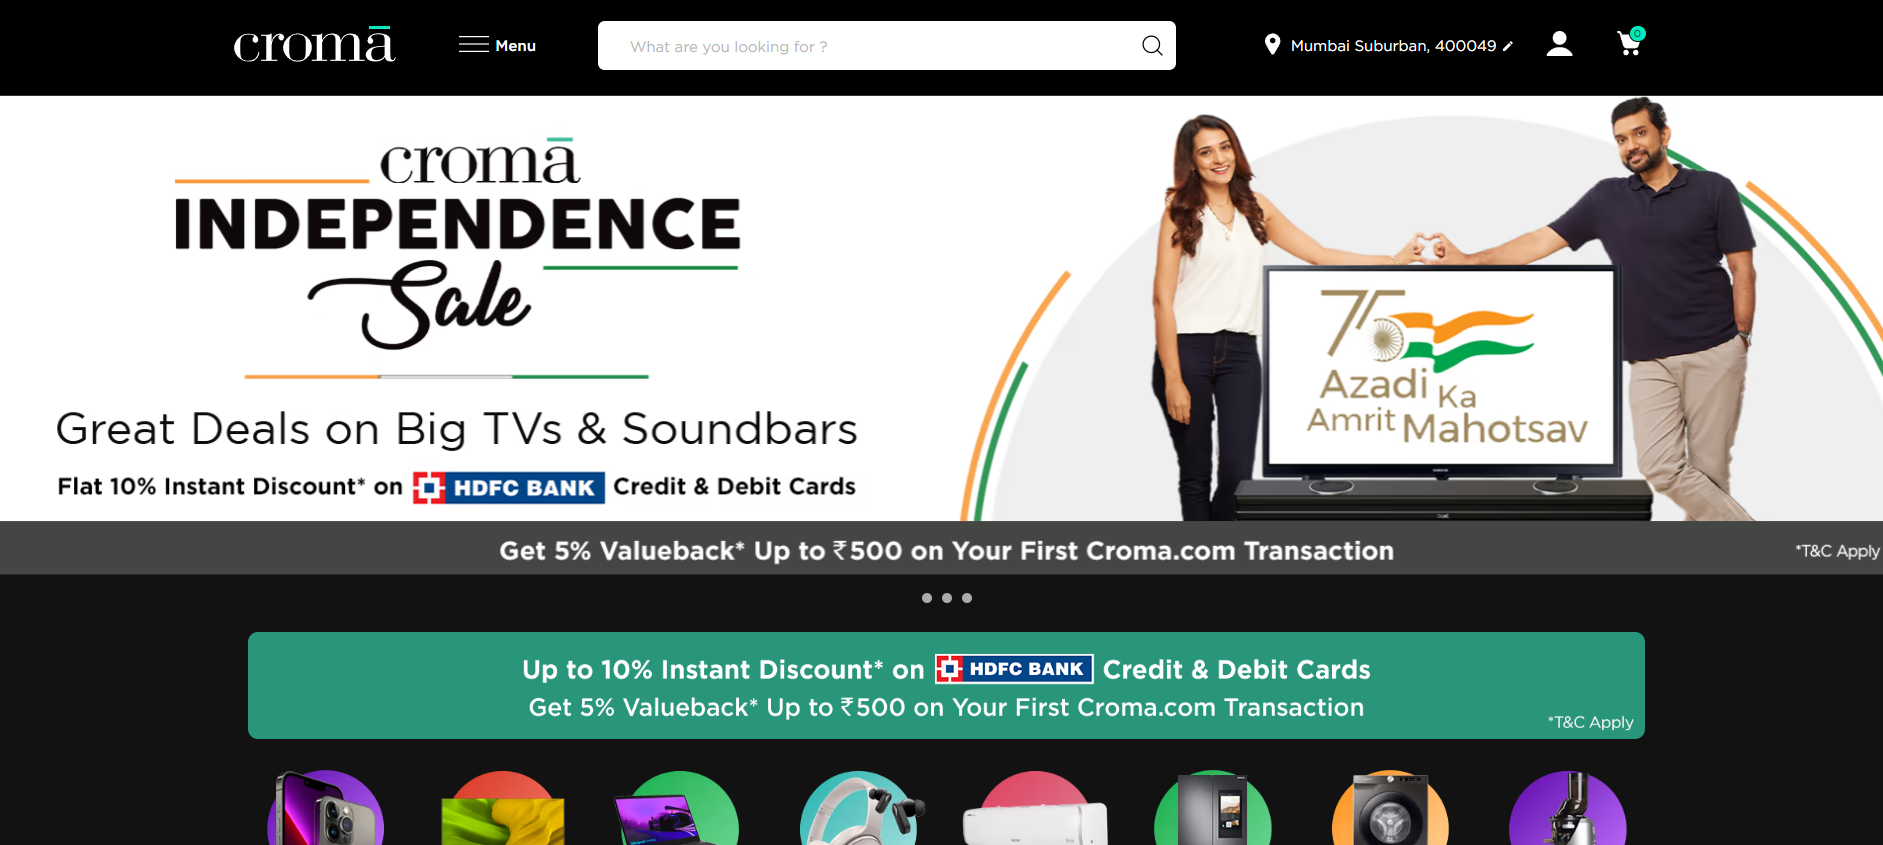 cromā
Menu
What are you looking for ?
Mumbai Suburban, 400049
0
cromā
INDEPENDENCE
Sale
Great Deals on Big TVs & Soundbars
Flat 10% Instant Discount* on HDFC BANK Credit & Debit Cards
75
Azadi Ka
Amrit Mahotsav
Get 5% Valueback* Up to ₹500 on Your First Croma.com Transaction
*T&C Apply
Up to 10% Instant Discount* on HDFC BANK Credit & Debit Cards
Get 5% Valueback* Up to ₹500 on Your First Croma.com Transaction
*T&C Apply